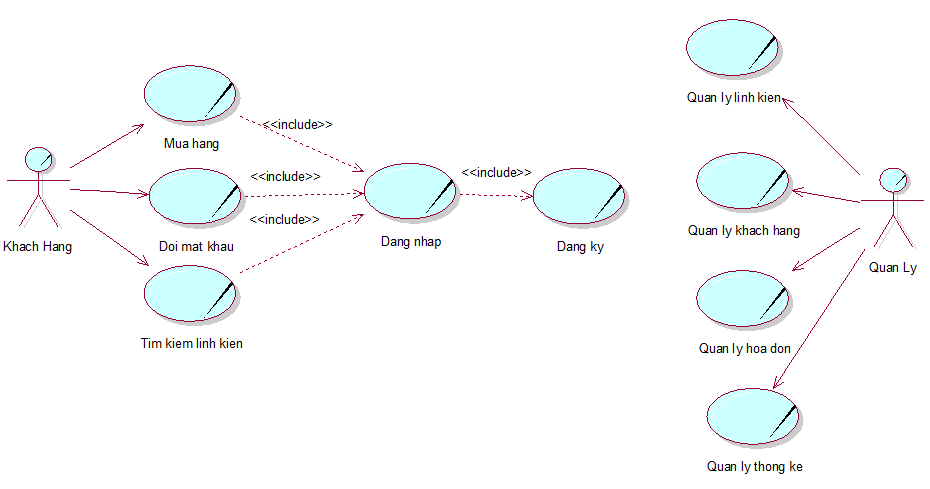 Khach Hang
Mua hang
Doi mat khau
Tim kiem linh kien
<<include>>
<<include>>
<<include>>
Dang nhap
<<include>>
Dang ky
Quan ly linh kien
Quan ly khach hang
Quan ly hoa don
Quan ly thong ke
Quan Ly